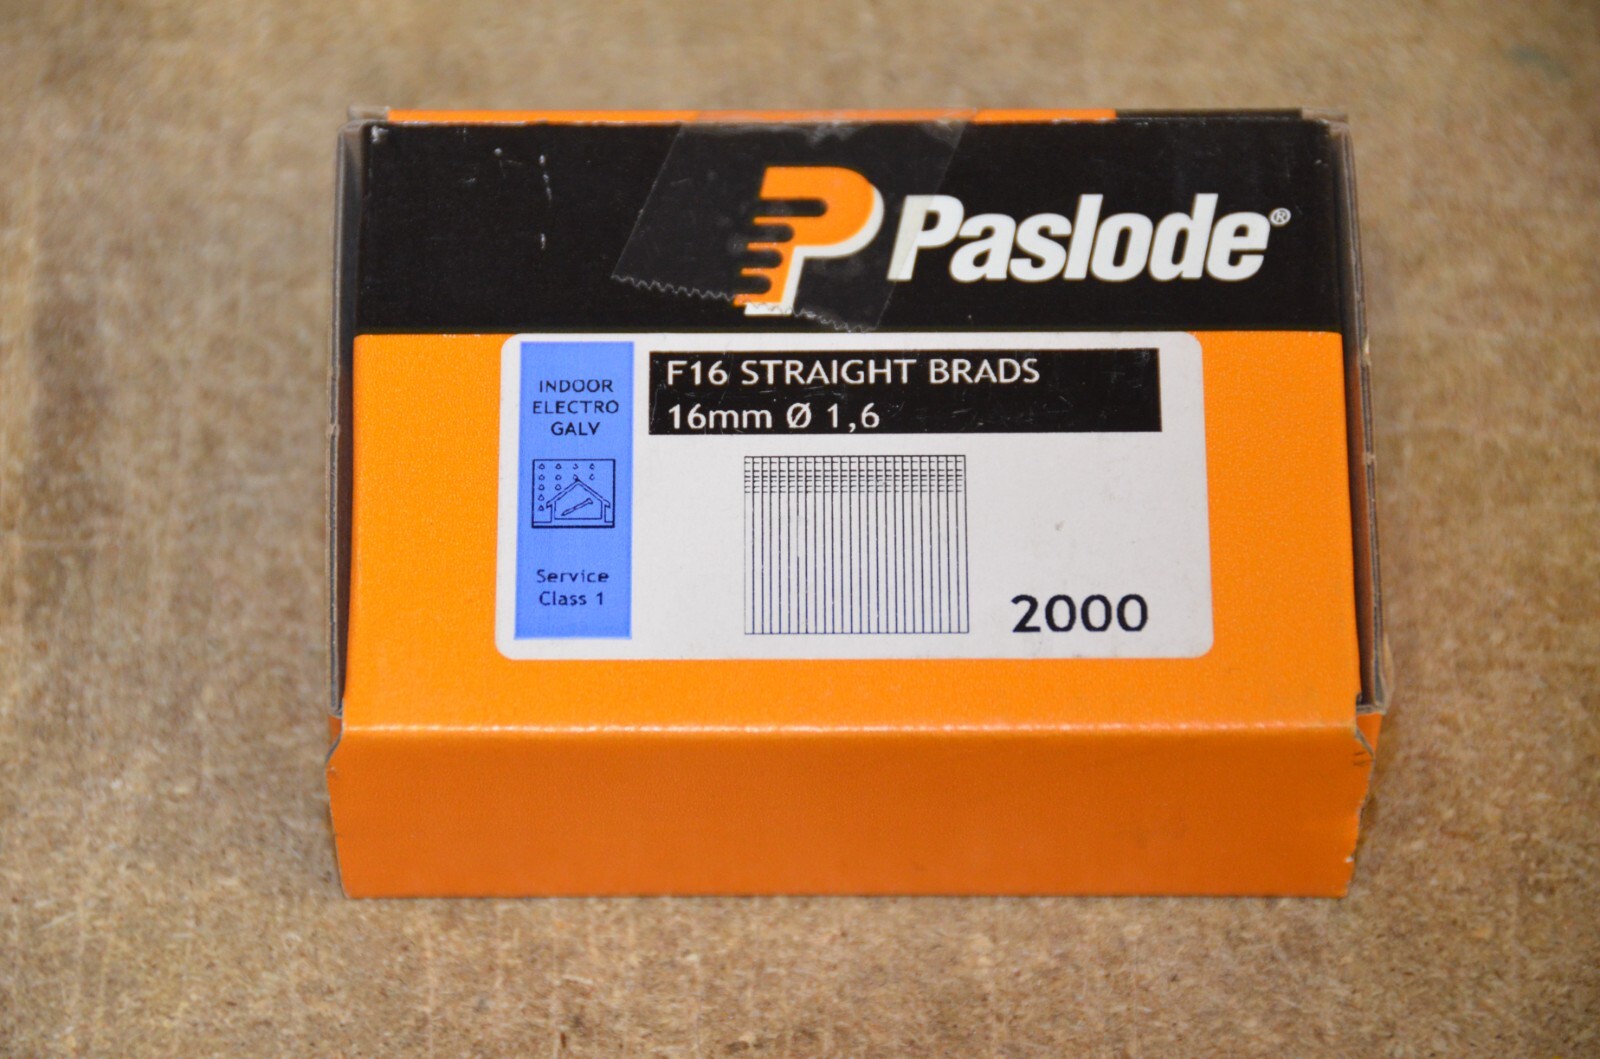 Paslode®
INDOOR
ELECTRO
GALV
Service
Class 1
F16 STRAIGHT BRADS
16mm Ø 1,6
2000